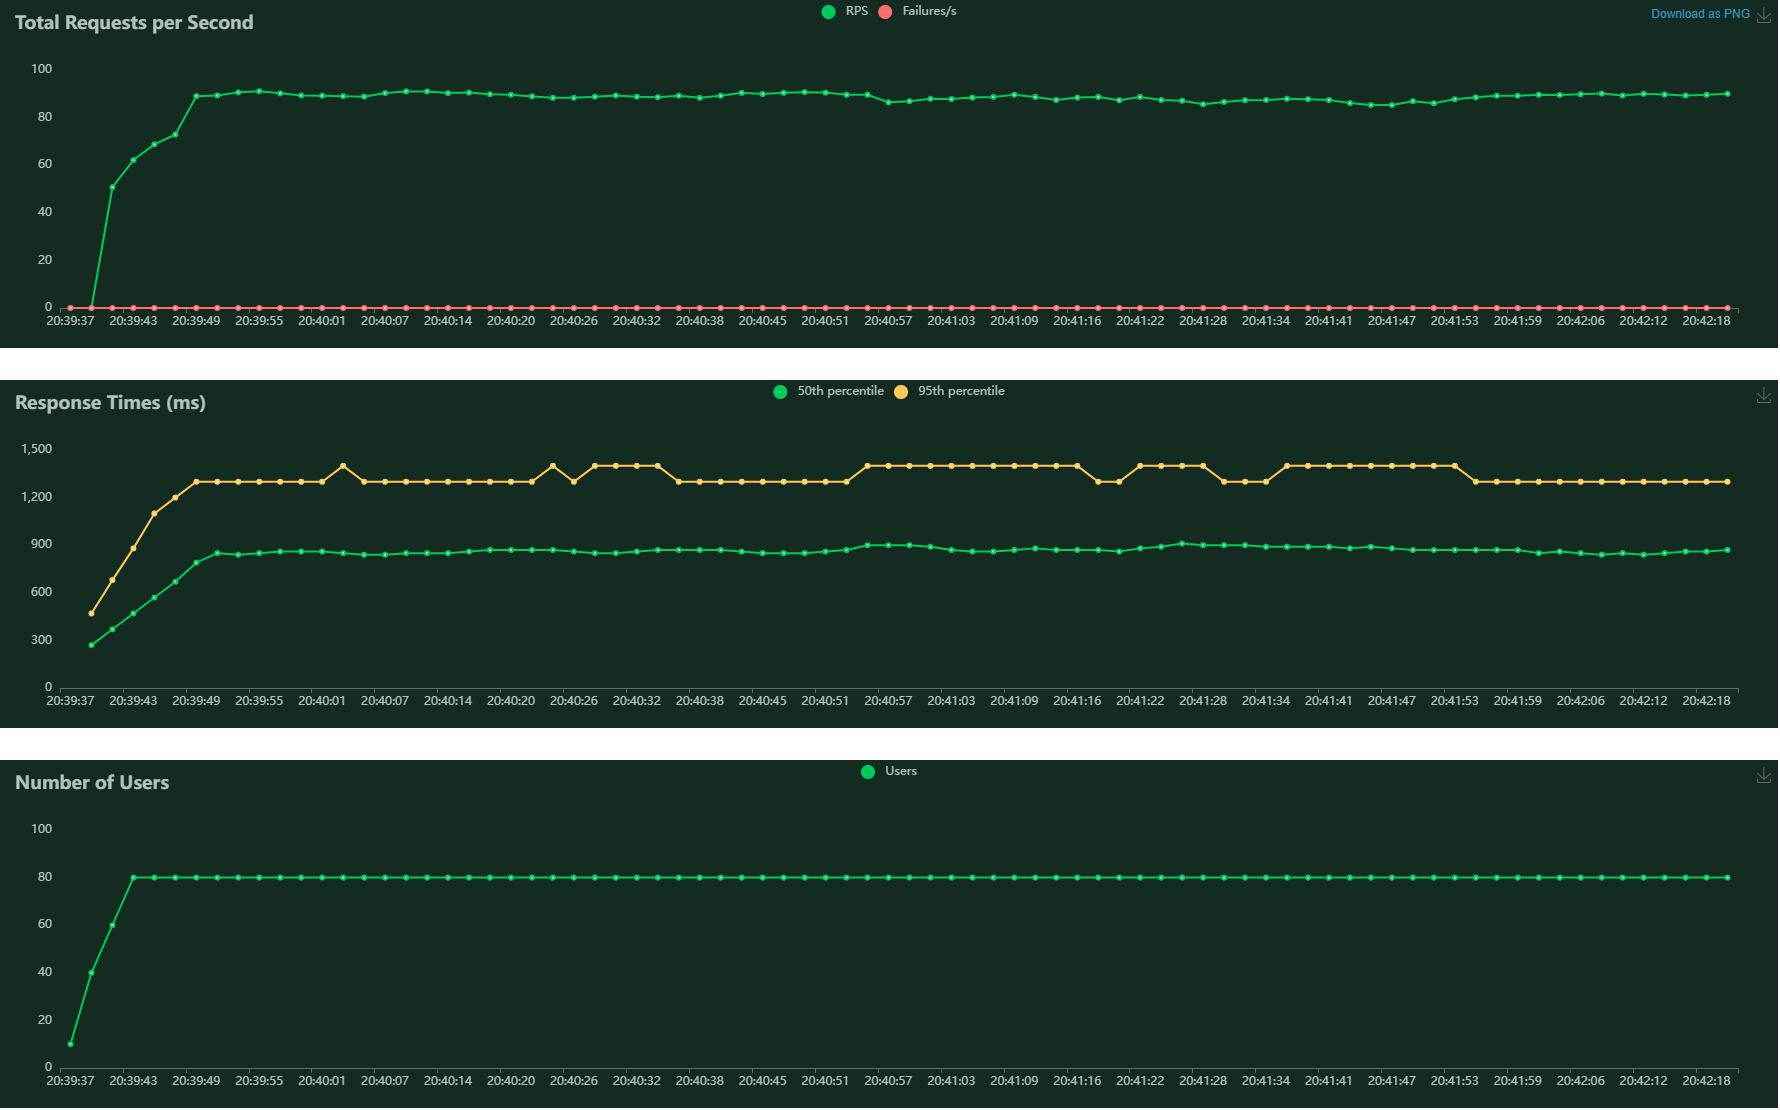 Total Requests per Second
RPS Failures/s
Download as PNG
100
80
60
40
20
0
20:39:37 20:39:43 20:39:49 20:39:55 20:40:01 20:40:07 20:40:14 20:40:20 20:40:26 20:40:32 20:40:38 20:40:45 20:40:51 20:40:57 20:41:03 20:41:09 20:41:16 20:41:22 20:41:28 20:41:34 20:41:41 20:41:47 20:41:53 20:41:59 20:42:06 20:42:12 20:42:18
Response Times (ms)
50th percentile 95th percentile
1,500
1,200
900
600
300
0
20:39:37 20:39:43 20:39:49 20:39:55 20:40:01 20:40:07 20:40:14 20:40:20 20:40:26 20:40:32 20:40:38 20:40:45 20:40:51 20:40:57 20:41:03 20:41:09 20:41:16 20:41:22 20:41:28 20:41:34 20:41:41 20:41:47 20:41:53 20:41:59 20:42:06 20:42:12 20:42:18
Number of Users
Users
100
80
60
40
20
0
20:39:37 20:39:43 20:39:49 20:39:55 20:40:01 20:40:07 20:40:14 20:40:20 20:40:26 20:40:32 20:40:38 20:40:45 20:40:51 20:40:57 20:41:03 20:41:09 20:41:16 20:41:22 20:41:28 20:41:34 20:41:41 20:41:47 20:41:53 20:41:59 20:42:06 20:42:12 20:42:18